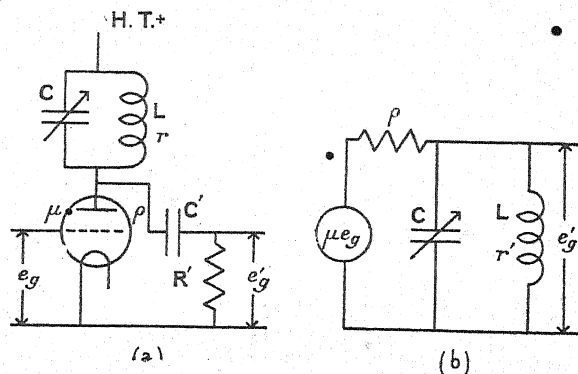 H.T.+
C
L
r
μ
ρ
C'
e_g
R'
e'_g
(a)
ρ
μe_g
C
L
r'
e'_g
(b)